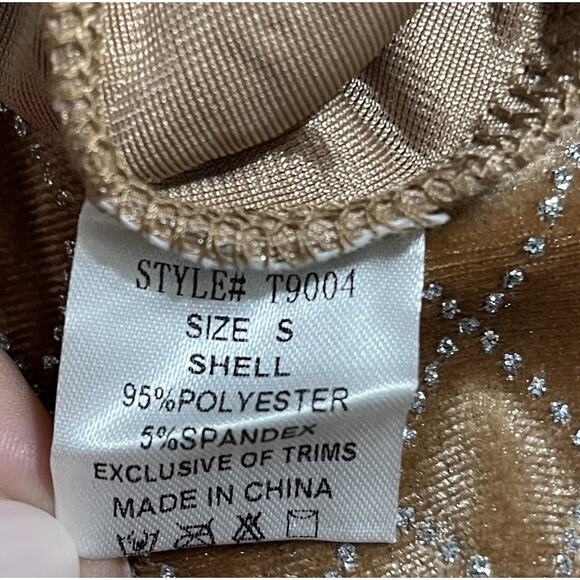 STYLE# T9004
SIZE S
SHELL
95%POLYESTER
5%SPANDEX
EXCLUSIVE OF TRIMS
MADE IN CHINA